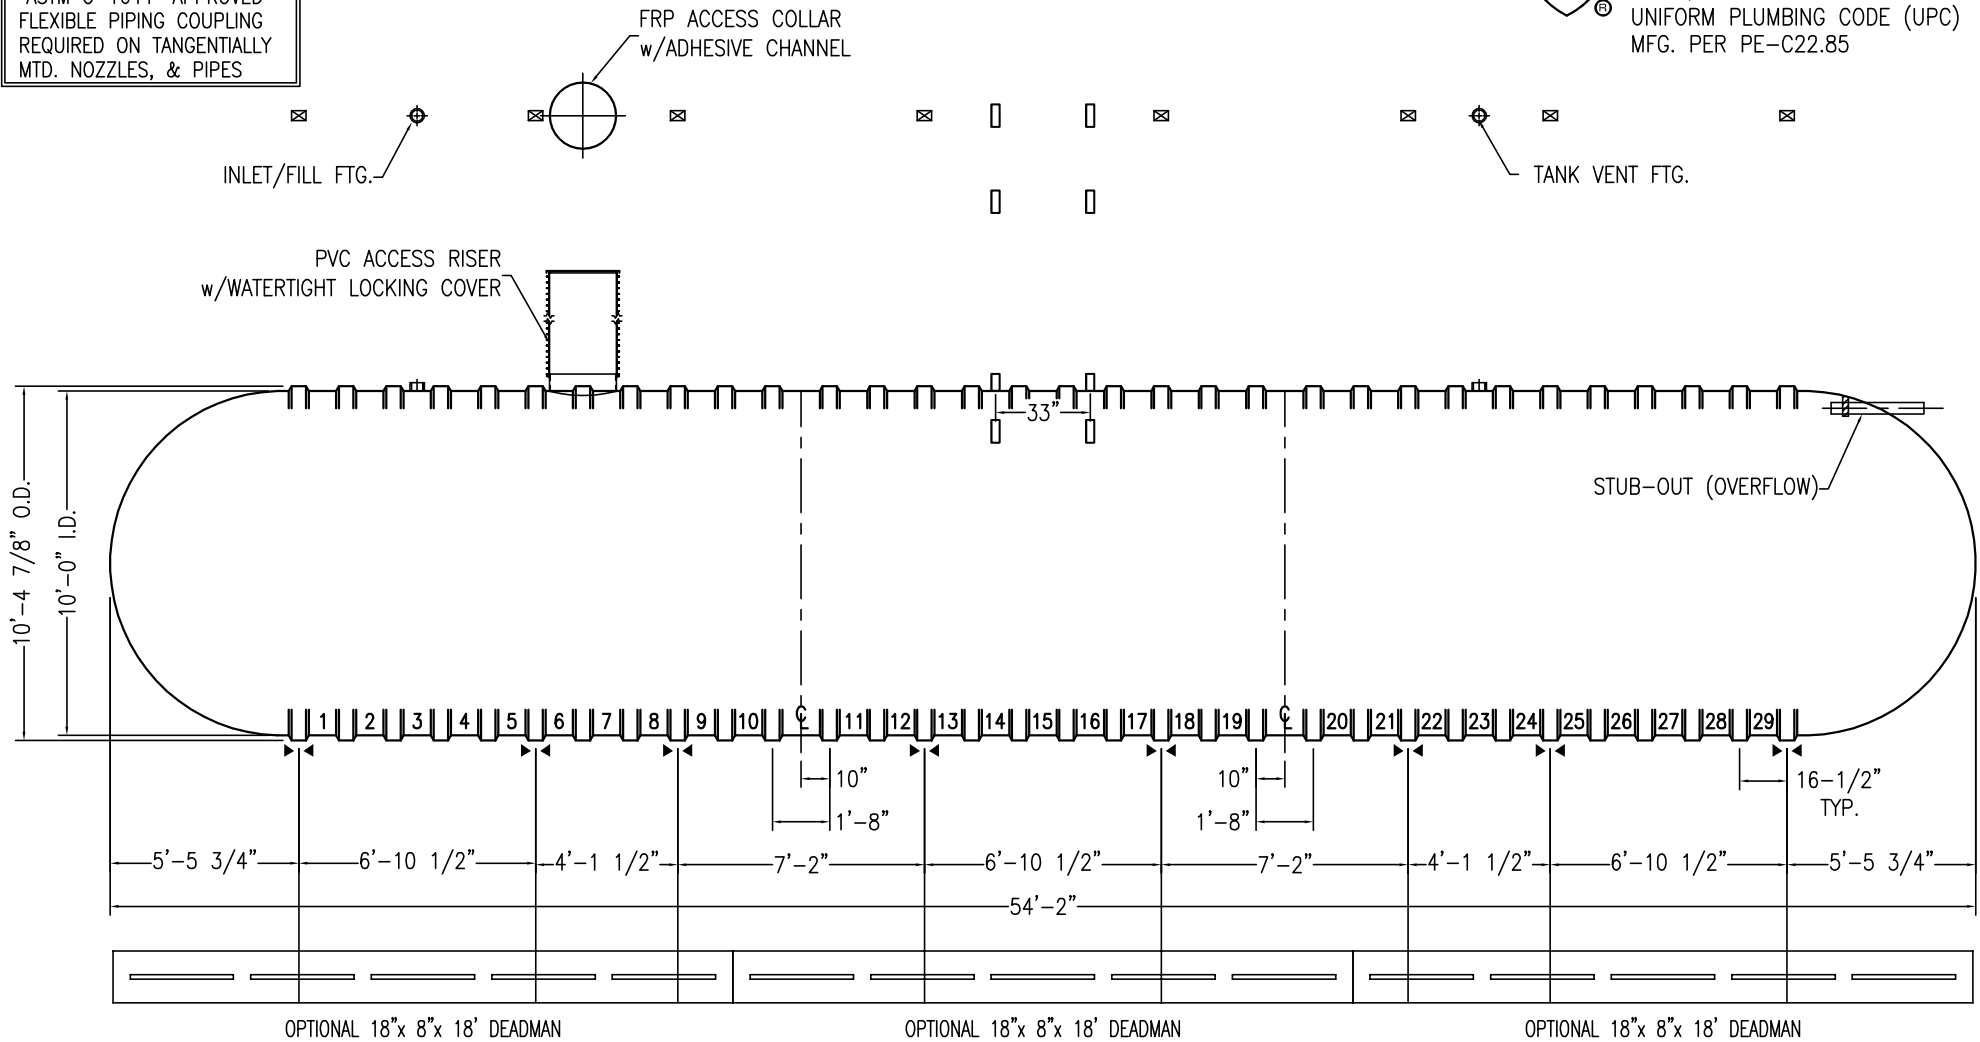 FLEXIBLE PIPING COUPLING
REQUIRED ON TANGENTIALLY
MTD. NOZZLES, & PIPES
FRP ACCESS COLLAR
w/ADHESIVE CHANNEL
®
UNIFORM PLUMBING CODE (UPC)
MFG. PER PE-C22.85
INLET/FILL FTG.
TANK VENT FTG.
PVC ACCESS RISER
w/WATERTIGHT LOCKING COVER
33"
STUB-OUT (OVERFLOW)
10'-4 7/8" O.D.
10'-0" I.D.
1 2 3 4 5 6 7 8 9 10 ℄ 11 12 13 14 15 16 17 18 19 ℄ 20 21 22 23 24 25 26 27 28 29
10" 10" 16-1/2"
TYP.
1'-8" 1'-8"
5'-5 3/4" 6'-10 1/2" 4'-1 1/2" 7'-2" 6'-10 1/2" 7'-2" 4'-1 1/2" 6'-10 1/2" 5'-5 3/4"
54'-2"
OPTIONAL 18"x 8"x 18' DEADMAN OPTIONAL 18"x 8"x 18' DEADMAN OPTIONAL 18"x 8"x 18' DEADMAN